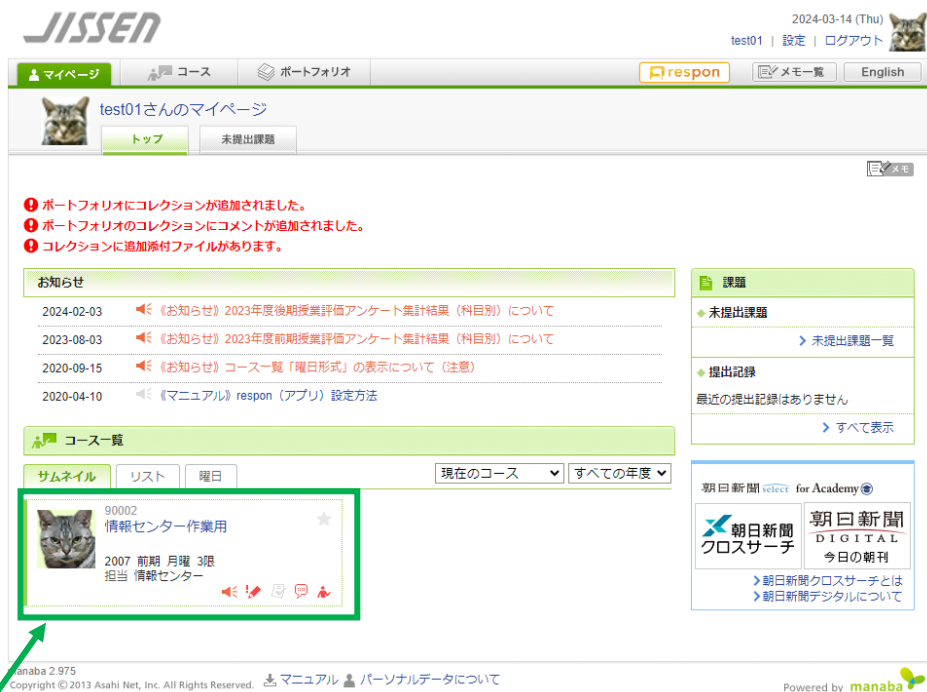 JISSEN
2024-03-14 (Thu)
test01 | 設定 | ログアウト
マイページ
コース
ポートフォリオ
respon
メモ一覧
English
test01さんのマイページ
トップ
未提出課題
メモ
ポートフォリオにコレクションが追加されました。
ポートフォリオのコレクションにコメントが追加されました。
コレクションに追加添付ファイルがあります。
お知らせ
2024-02-03 《お知らせ》2023年度後期授業評価アンケート集計結果（科目別）について
2023-08-03 《お知らせ》2023年度前期授業評価アンケート集計結果（科目別）について
2020-09-15 《お知らせ》コース一覧「曜日形式」の表示について（注意）
2020-04-10 《マニュアル》respon（アプリ）設定方法
課題
未提出課題
未提出課題一覧
提出記録
最近の提出記録はありません
すべて表示
コース一覧
サムネイル
リスト
曜日
現在のコース
すべての年度
90002
情報センター作業用
2007 前期 月曜 3限
担当 情報センター
朝日新聞 select for Academy
朝日新聞
クロスサーチ
朝日新聞
DIGITAL
今日の朝刊
朝日新聞クロスサーチとは
朝日新聞デジタルについて
manaba 2.975
Copyright © 2013 Asahi Net, Inc. All Rights Reserved.
マニュアル
パーソナルデータについて
Powered by manaba